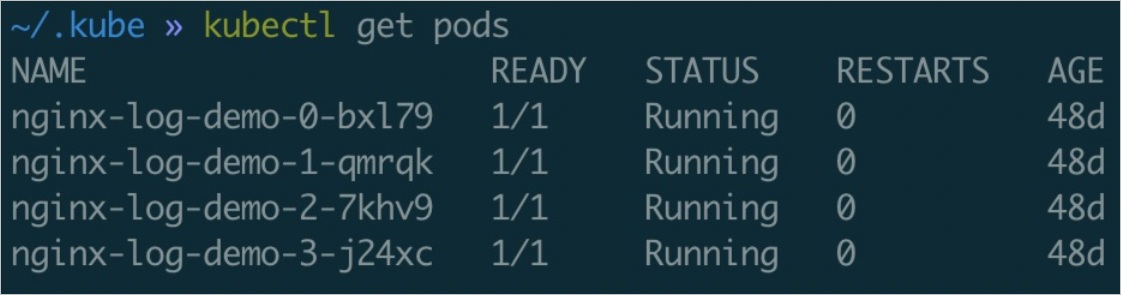 ~/.kube » kubectl get pods
NAME READY STATUS RESTARTS AGE
nginx-log-demo-0-bxl79 1/1 Running 0 48d
nginx-log-demo-1-qmrqk 1/1 Running 0 48d
nginx-log-demo-2-7khv9 1/1 Running 0 48d
nginx-log-demo-3-j24xc 1/1 Running 0 48d